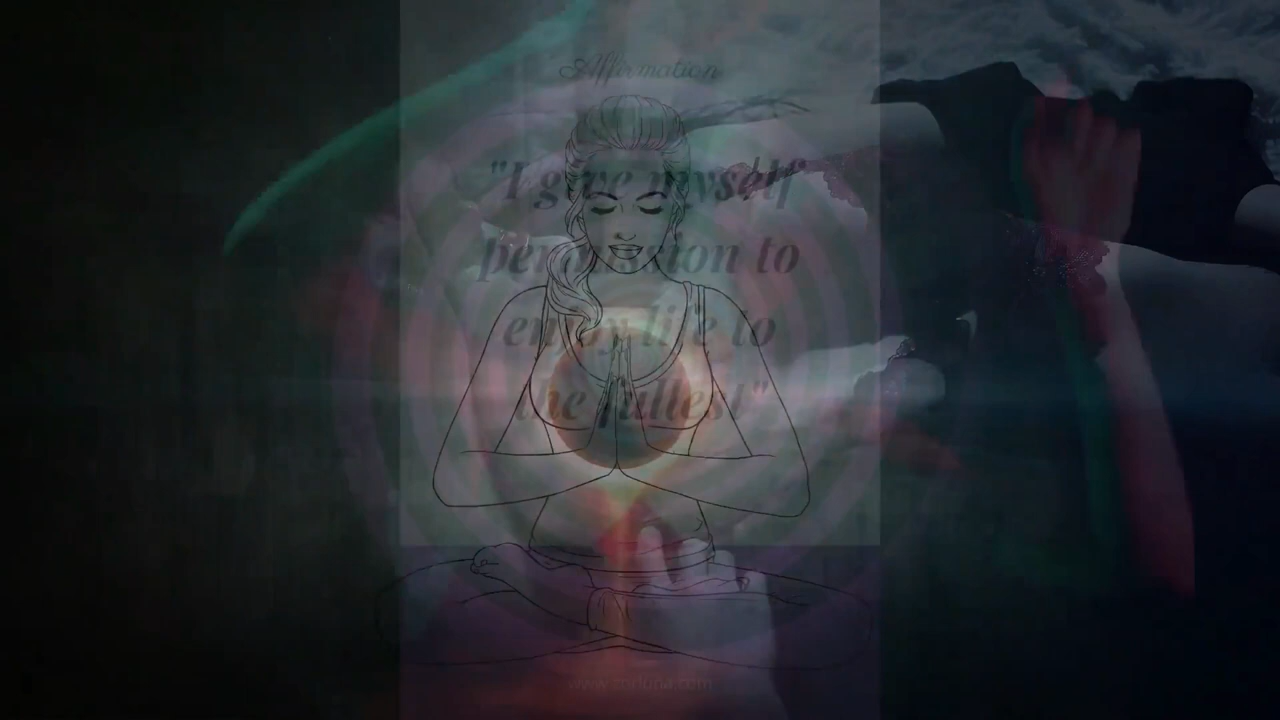 Affirmation
"I give myself
permission to
enjoy life to
the fullest"